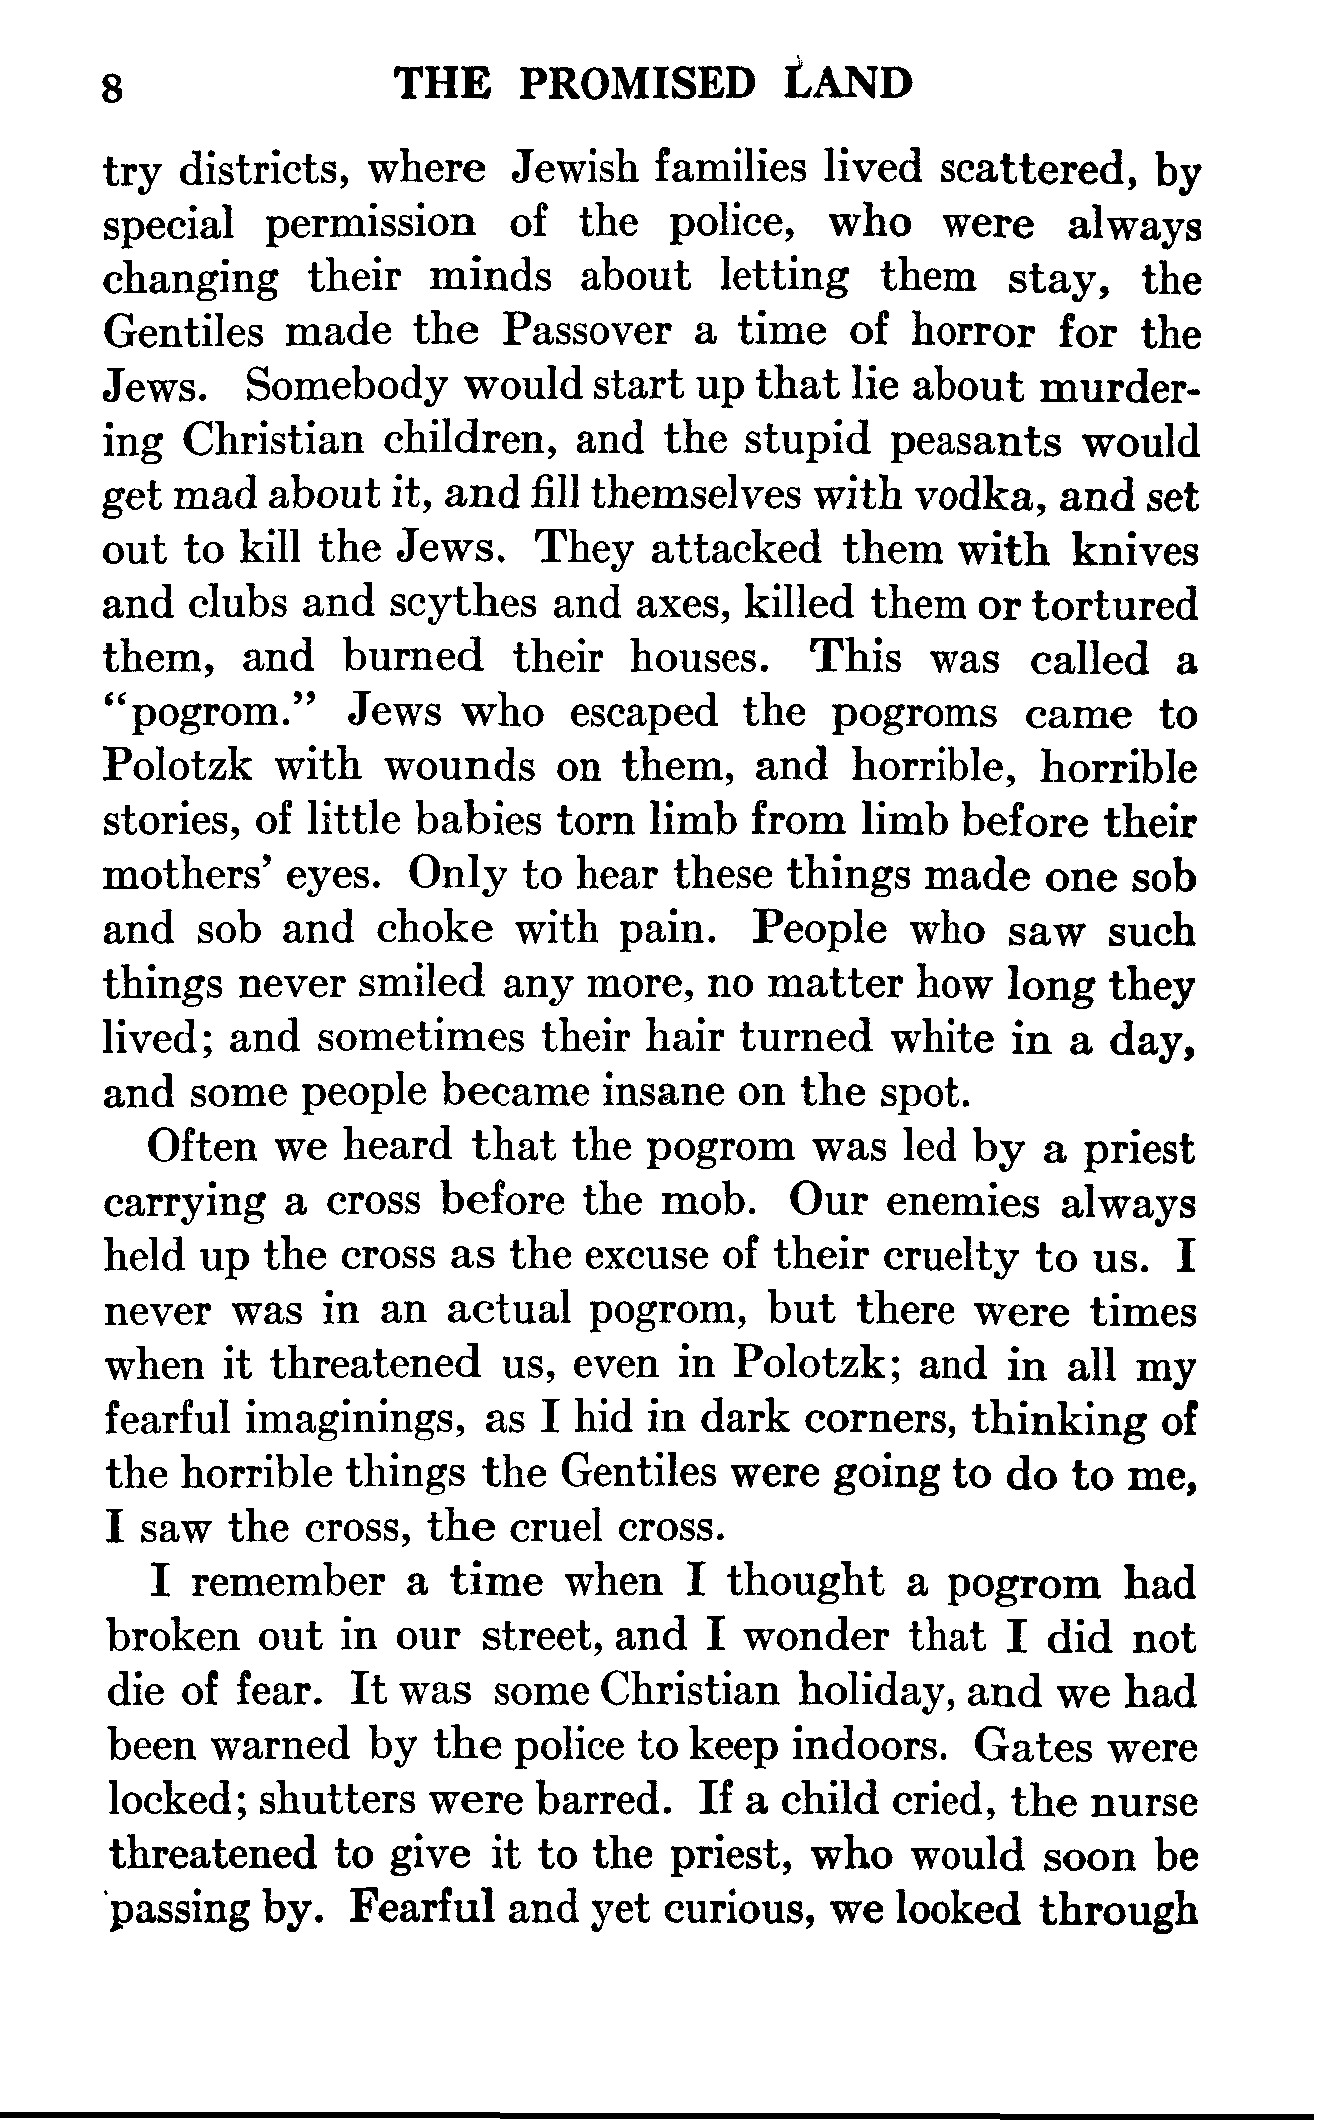 8 THE PROMISED LAND
try districts, where Jewish families lived scattered, by
special permission of the police, who were always
changing their minds about letting them stay, the
Gentiles made the Passover a time of horror for the
Jews. Somebody would start up that lie about murder-
ing Christian children, and the stupid peasants would
get mad about it, and fill themselves with vodka, and set
out to kill the Jews. They attacked them with knives
and clubs and scythes and axes, killed them or tortured
them, and burned their houses. This was called a
“pogrom.” Jews who escaped the pogroms came to
Polotzk with wounds on them, and horrible, horrible
stories, of little babies torn limb from limb before their
mothers’ eyes. Only to hear these things made one sob
and sob and choke with pain. People who saw such
things never smiled any more, no matter how long they
lived; and sometimes their hair turned white in a day,
and some people became insane on the spot.
Often we heard that the pogrom was led by a priest
carrying a cross before the mob. Our enemies always
held up the cross as the excuse of their cruelty to us. I
never was in an actual pogrom, but there were times
when it threatened us, even in Polotzk; and in all my
fearful imaginings, as I hid in dark corners, thinking of
the horrible things the Gentiles were going to do to me,
I saw the cross, the cruel cross.
I remember a time when I thought a pogrom had
broken out in our street, and I wonder that I did not
die of fear. It was some Christian holiday, and we had
been warned by the police to keep indoors. Gates were
locked; shutters were barred. If a child cried, the nurse
threatened to give it to the priest, who would soon be
passing by. Fearful and yet curious, we looked through